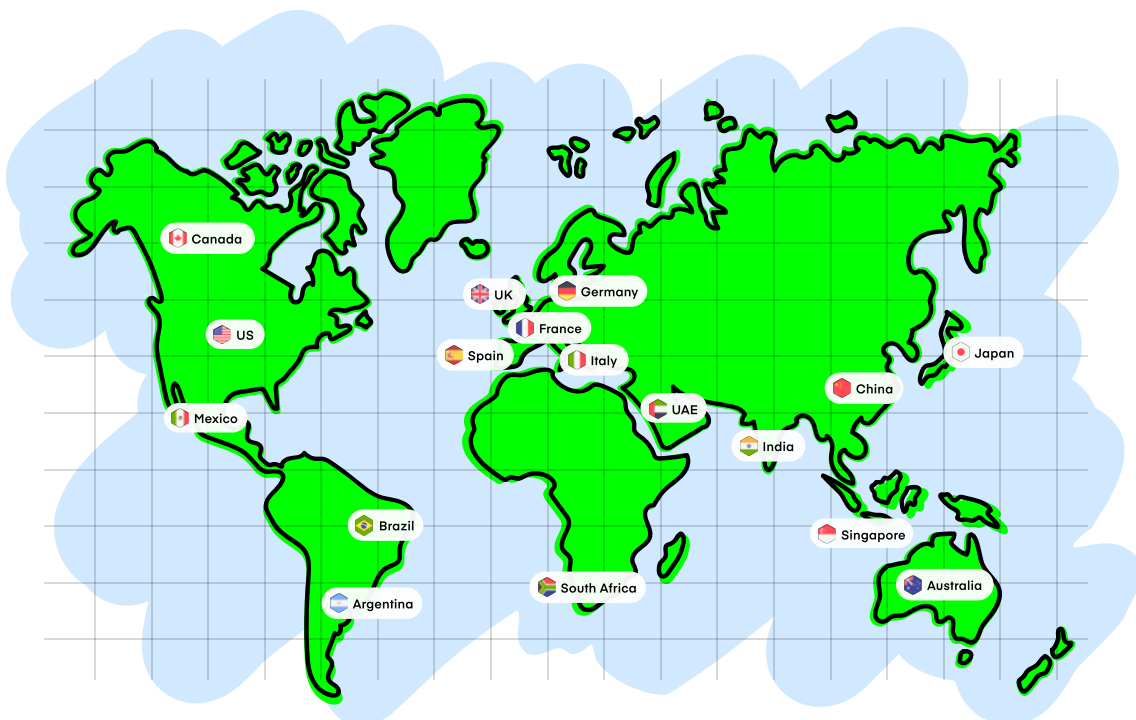 Canada
UK
Germany
US
France
Spain
Italy
Japan
China
UAE
Mexico
India
Brazil
Singapore
South Africa
Australia
Argentina